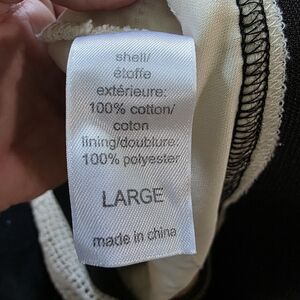 shell/
étoffe
extérieure:
100% cotton/
coton
lining/doublure:
100% polyester
LARGE
made in china